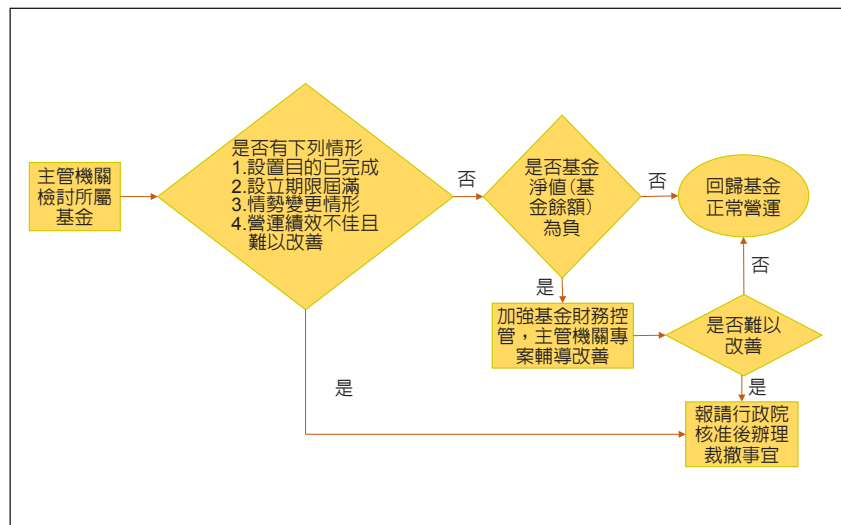 主管機關
檢討所屬
基金
是否有下列情形
1.設置目的已完成
2.設立期限屆滿
3.情勢變更情形
4.營運績效不佳且
難以改善
否
是否基金
淨值(基
金餘額)
為負
否
回歸基金
正常營運
是
加強基金財務控
管，主管機關專
案輔導改善
否
是否難以
改善
是
是
報請行政院
核准後辦理
裁撤事宜